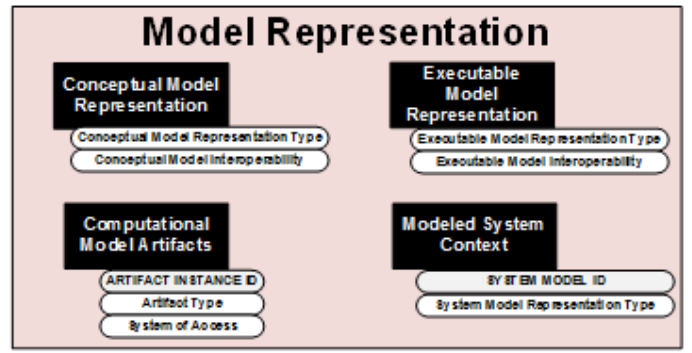 Model Representation
Conceptual Model
Representation
Conceptual Model Representation Type
Conceptual Model Interoperability
Executable
Model
Representation
Executable Model Representation Type
Executable Model Interoperability
Computational
Model Artifacts
ARTIFACT INSTANCE ID
Artifact Type
System of Access
Modeled System
Context
SYSTEM MODEL ID
System Model Representation Type